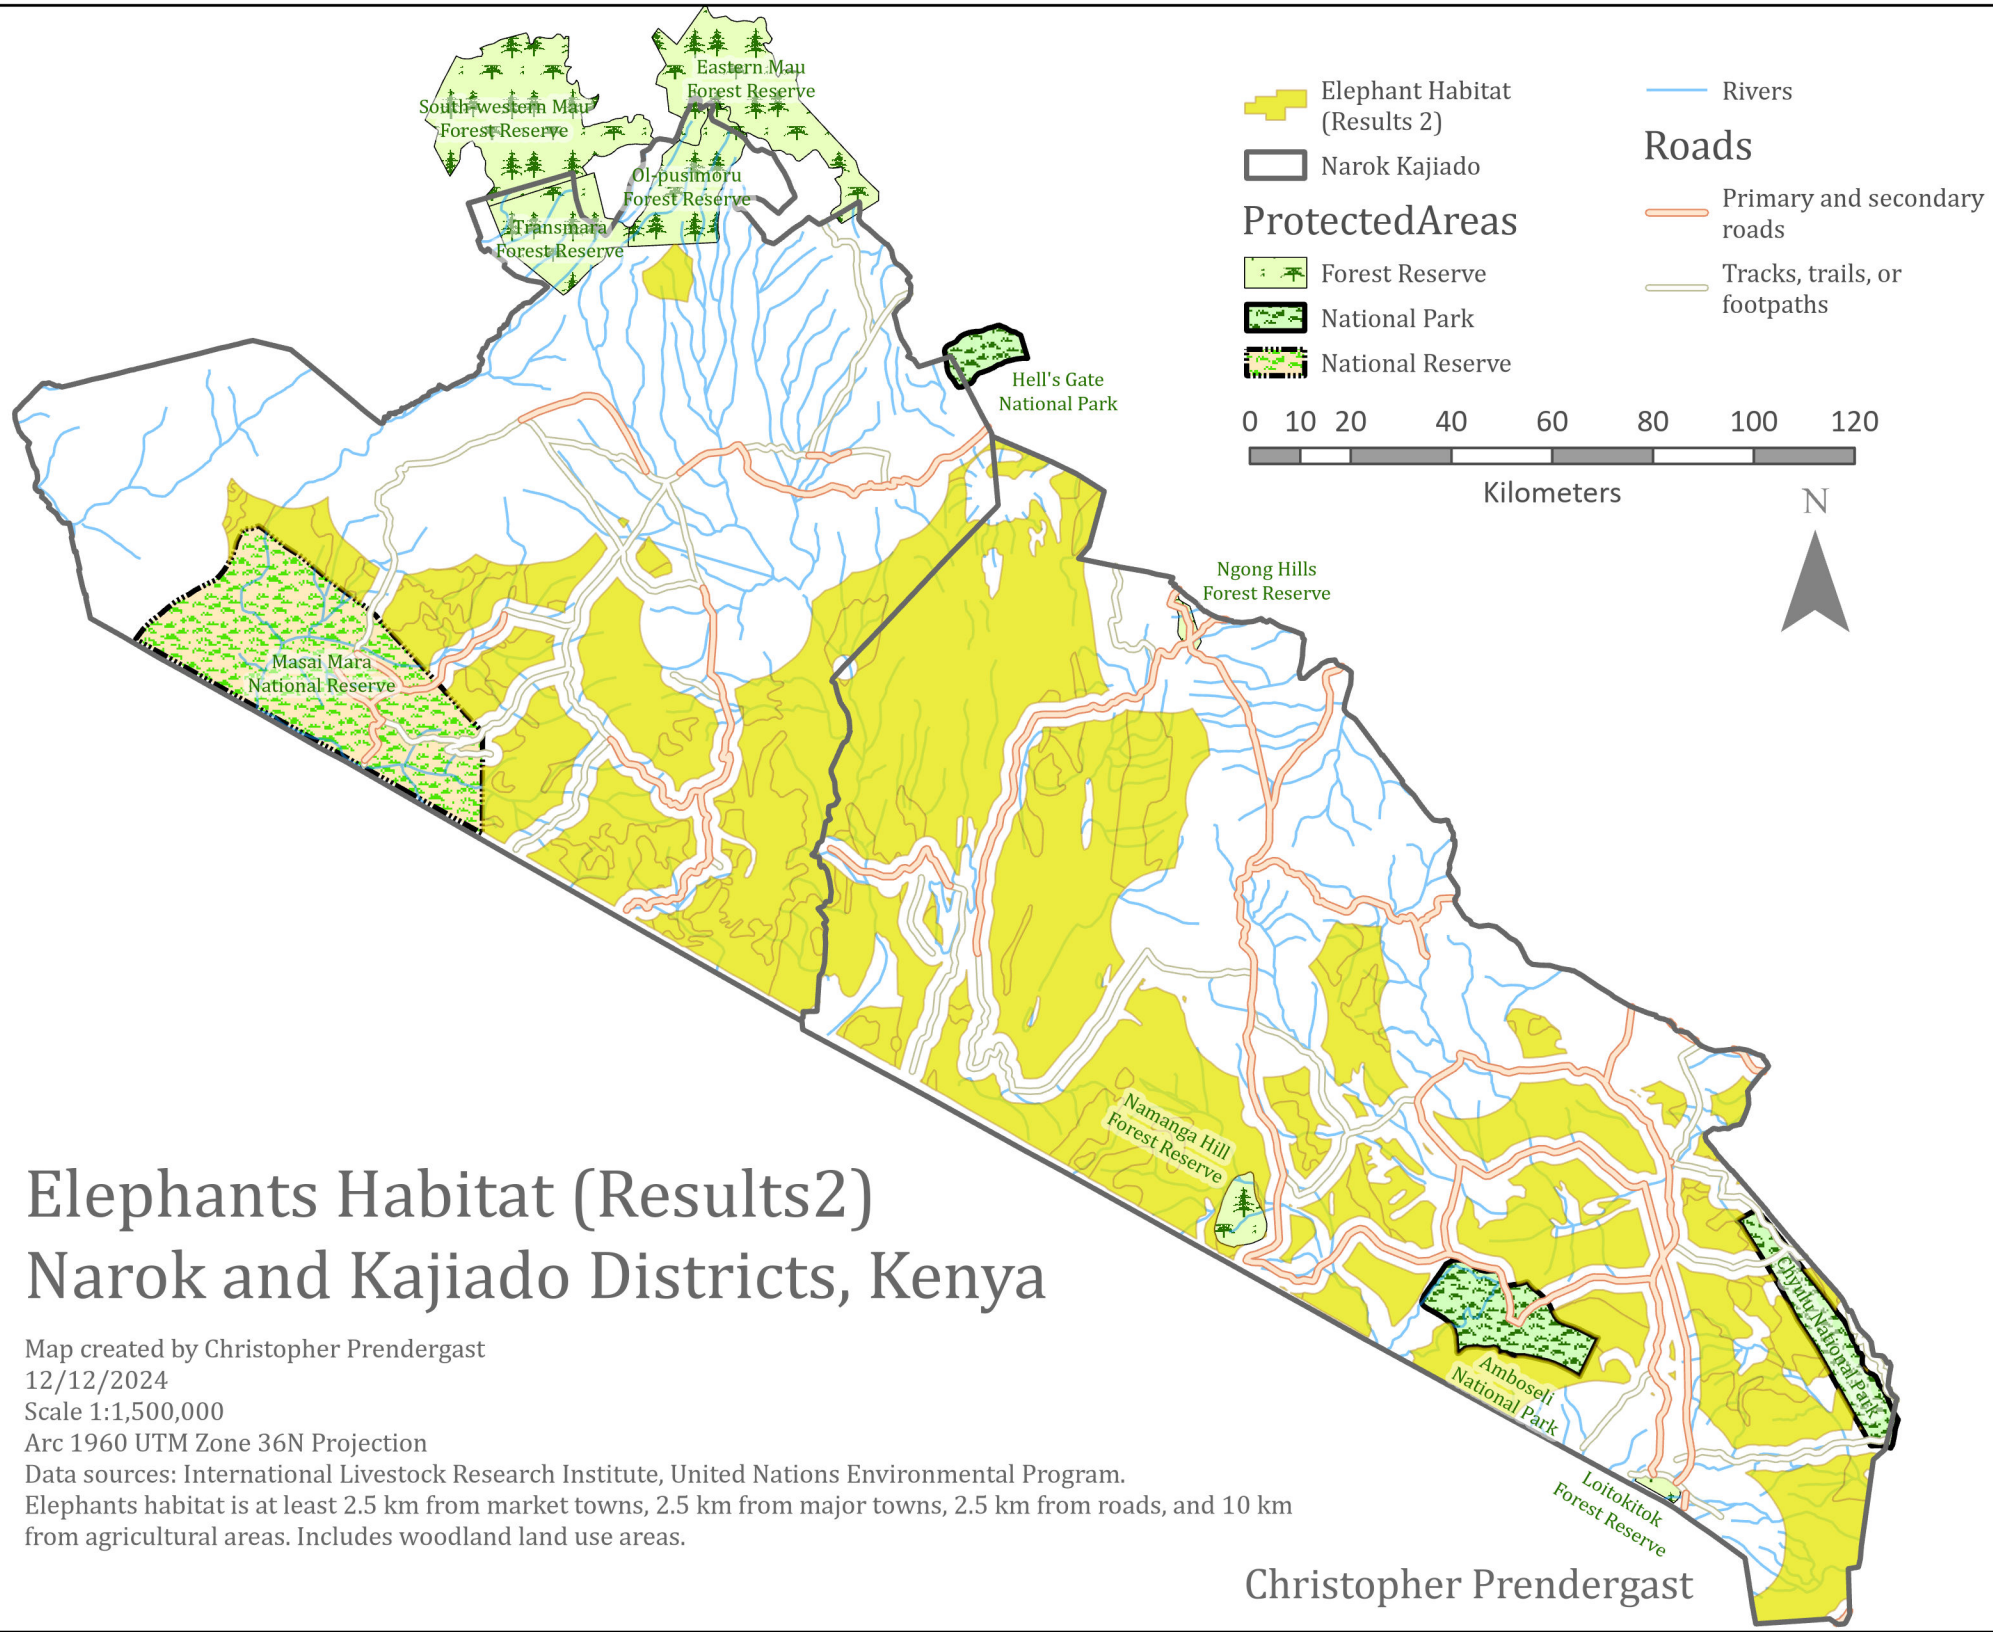 Eastern Mau
Forest Reserve
South-western Mau
Forest Reserve
Ol-pusimoru
Forest Reserve
Transmara
Forest Reserve
Hell's Gate
National Park
Ngong Hills
Forest Reserve
Masai Mara
National Reserve
Namanga Hill
Forest Reserve
Amboseli
National Park
Chyulu National Park
Loitokitok
Forest Reserve
Elephant Habitat
(Results 2)
Narok Kajiado
ProtectedAreas
Forest Reserve
National Park
National Reserve
Rivers
Roads
Primary and secondary
roads
Tracks, trails, or
footpaths
0 10 20 40 60 80 100 120
Kilometers
N
Elephants Habitat (Results2)
Narok and Kajiado Districts, Kenya
Map created by Christopher Prendergast
12/12/2024
Scale 1:1,500,000
Arc 1960 UTM Zone 36N Projection
Data sources: International Livestock Research Institute, United Nations Environmental Program.
Elephants habitat is at least 2.5 km from market towns, 2.5 km from major towns, 2.5 km from roads, and 10 km
from agricultural areas. Includes woodland land use areas.
Christopher Prendergast